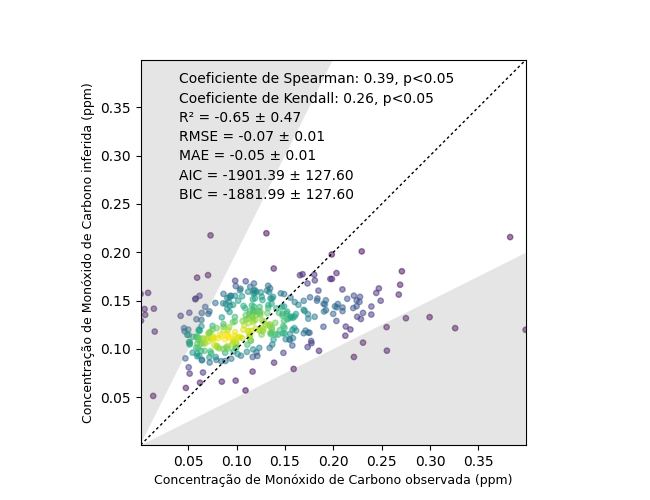 Coeficiente de Spearman: 0.39, p<0.05
Coeficiente de Kendall: 0.26, p<0.05
R² = -0.65 ± 0.47
RMSE = -0.07 ± 0.01
MAE = -0.05 ± 0.01
AIC = -1901.39 ± 127.60
BIC = -1881.99 ± 127.60
Concentração de Monóxido de Carbono inferida (ppm)
0.35
0.30
0.25
0.20
0.15
0.10
0.05
0.05 0.10 0.15 0.20 0.25 0.30 0.35
Concentração de Monóxido de Carbono observada (ppm)